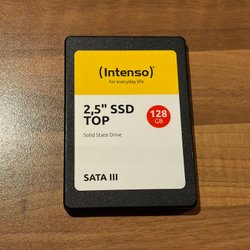 (intenso)
for everyday life
2,5" SSD
TOP
Solid State Drive
128
GB
SATA III